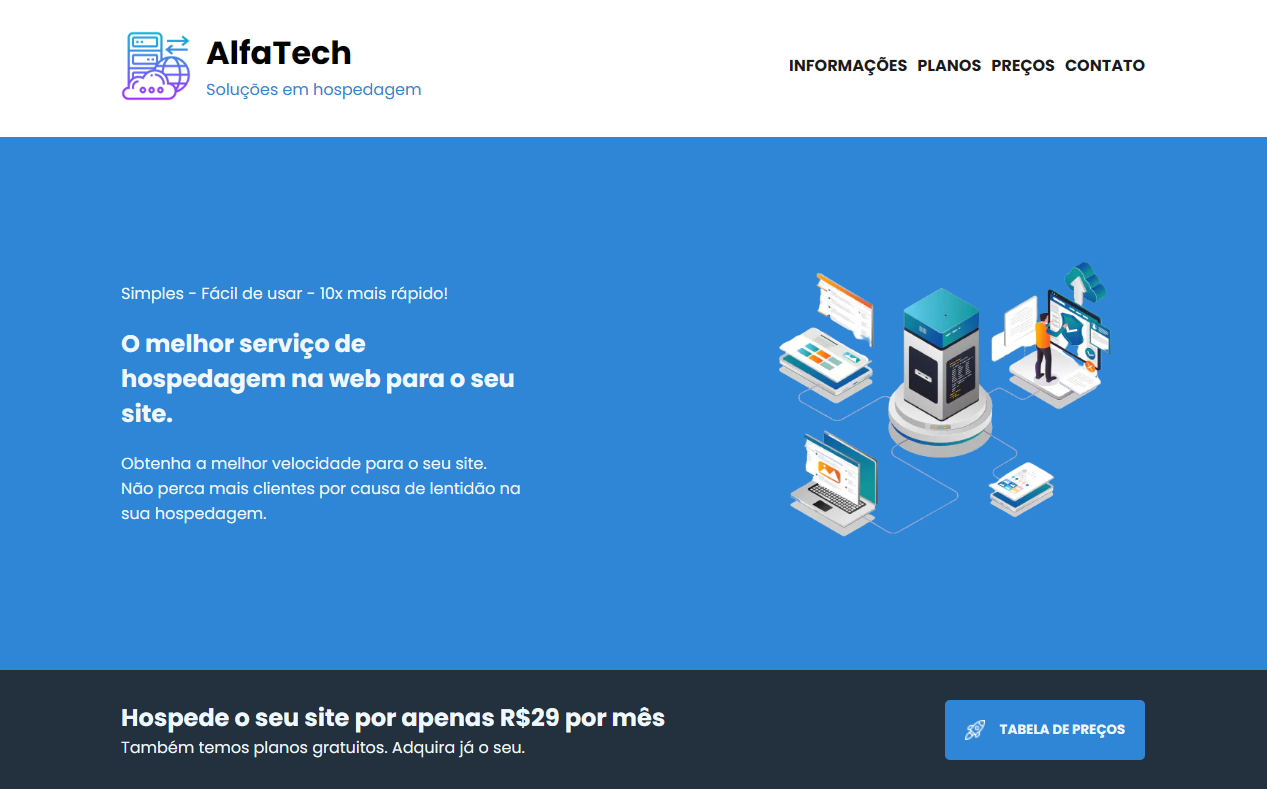 AlfaTech
Soluções em hospedagem
INFORMAÇÕES PLANOS PREÇOS CONTATO
Simples - Fácil de usar - 10x mais rápido!
O melhor serviço de
hospedagem na web para o seu
site.
Obtenha a melhor velocidade para o seu site.
Não perca mais clientes por causa de lentidão na
sua hospedagem.
Hospede o seu site por apenas R$29 por mês
Também temos planos gratuitos. Adquira já o seu.
TABELA DE PREÇOS